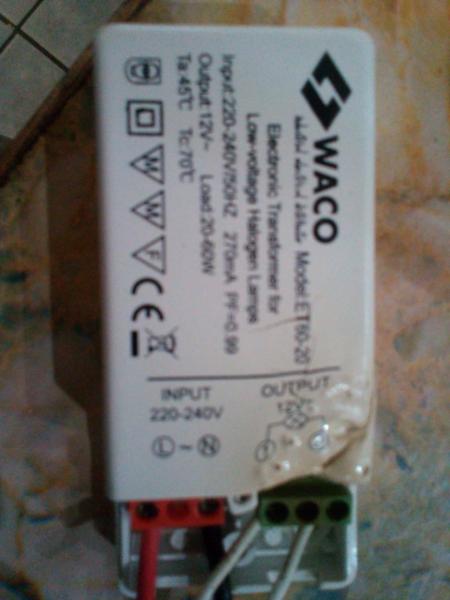 WACO
Model:ET60-20
Electronic Transformer for
Low-voltage Halogen Lamps
Input:220-240V/50HZ 270mA PF=0.99
Output:12V~ Load:20-60W
Ta:45℃ Tc:70℃
M M F CE
INPUT
220-240V
L ~ N
OUTPUT